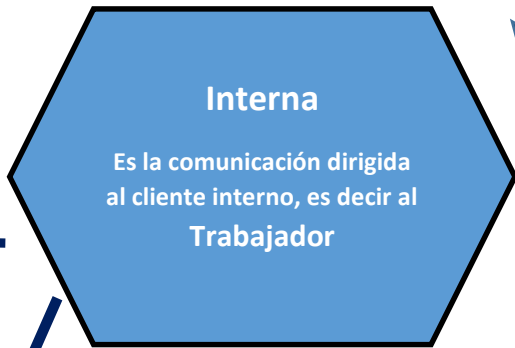 Interna
Es la comunicación dirigida
al cliente interno, es decir al
Trabajador